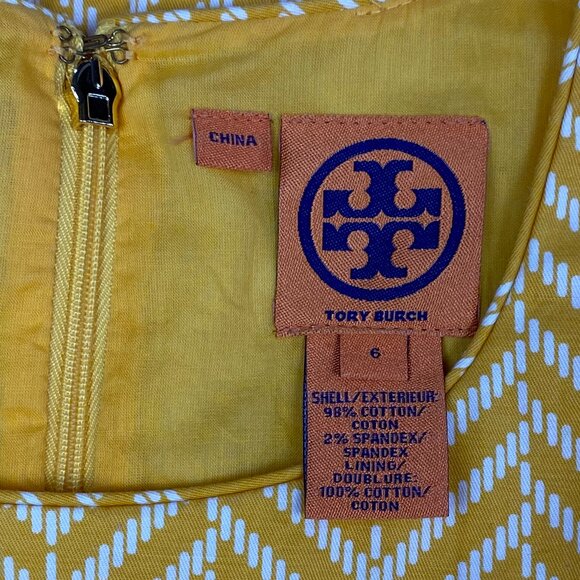 CHINA
TORY BURCH
6
SHELL/EXTERIEUR:
98% COTTON/
COTON
2% SPANDEX/
SPANDEX
LINING/
DOUBLURE:
100% COTTON/
COTON